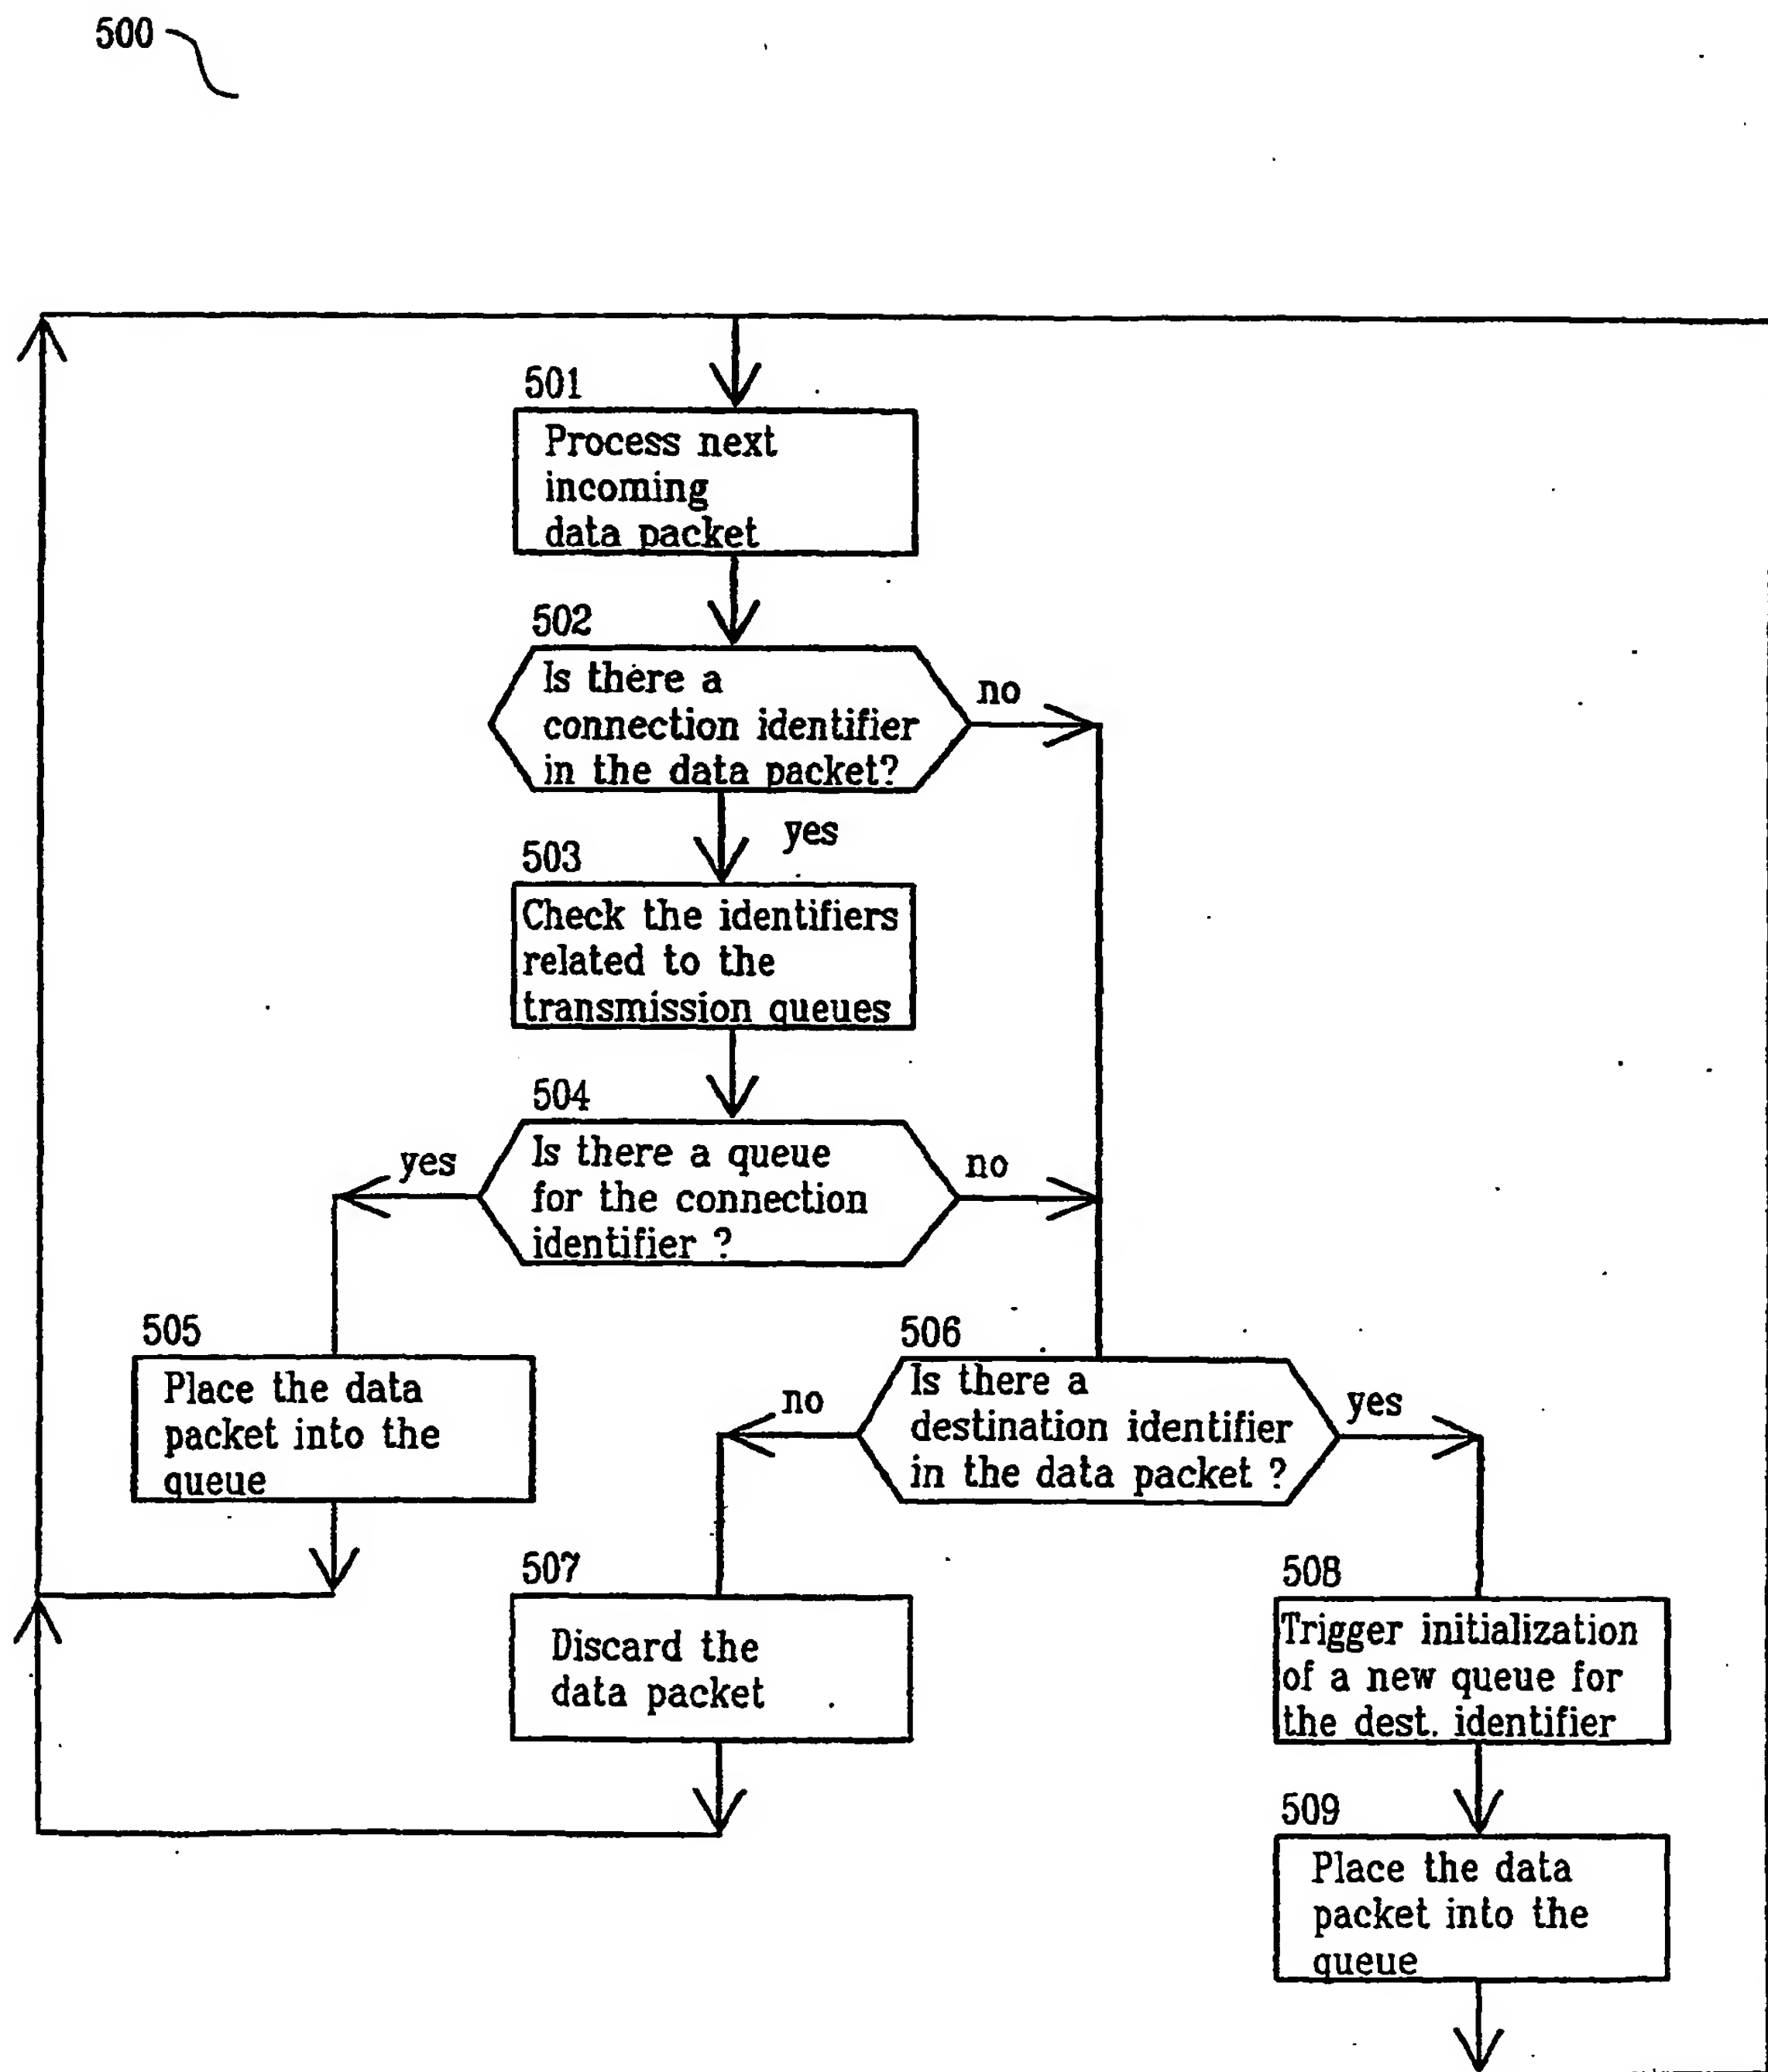 500
501
Process next
incoming
data packet
502
Is there a
connection identifier
in the data packet?
no
yes
503
Check the identifiers
related to the
transmission queues
504
Is there a queue
for the connection
identifier ?
yes
no
505
Place the data
packet into the
queue
506
Is there a
destination identifier
in the data packet ?
no
yes
507
Discard the
data packet
508
Trigger initialization
of a new queue for
the dest. identifier
509
Place the data
packet into the
queue